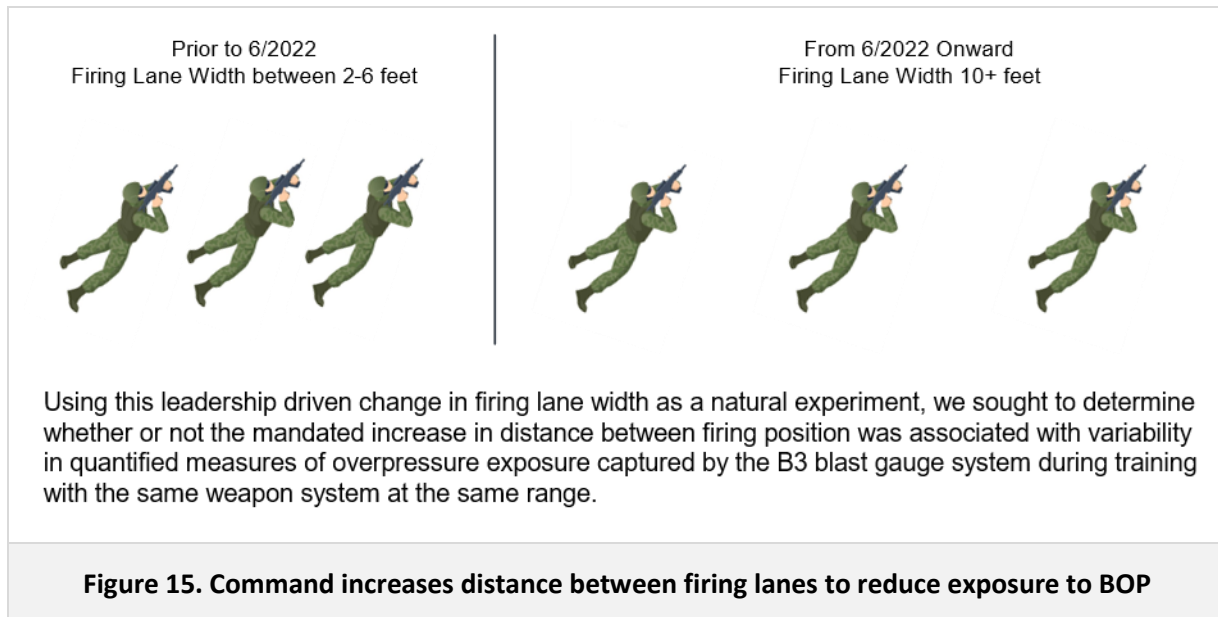 Prior to 6/2022
Firing Lane Width between 2-6 feet
From 6/2022 Onward
Firing Lane Width 10+ feet
Using this leadership driven change in firing lane width as a natural experiment, we sought to determine
whether or not the mandated increase in distance between firing position was associated with variability
in quantified measures of overpressure exposure captured by the B3 blast gauge system during training
with the same weapon system at the same range.
Figure 15. Command increases distance between firing lanes to reduce exposure to BOP